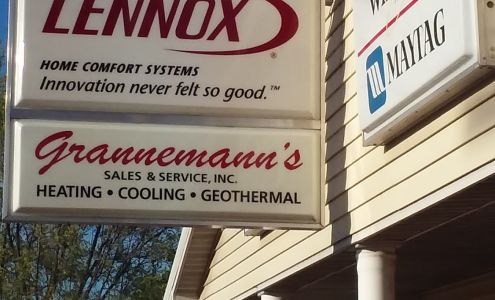 LENNOX
HOME COMFORT SYSTEMS
Innovation never felt so good.™
Grannemann's
SALES & SERVICE, INC.
HEATING • COOLING • GEOTHERMAL
MAYTAG